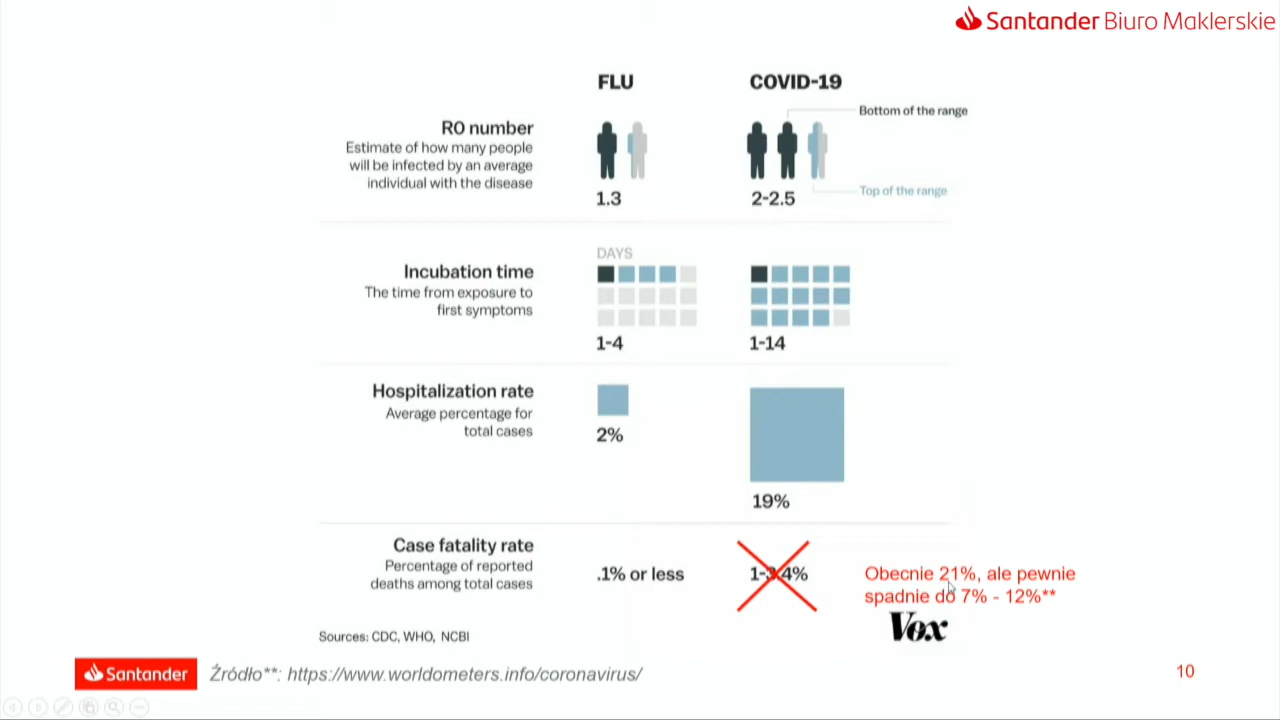 Santander Biuro Maklerskie
FLU
COVID-19
Bottom of the range
RO number
Estimate of how many people
will be infected by an average
individual with the disease
1.3
2-2.5
Top of the range
DAYS
Incubation time
The time from exposure to
first symptoms
1-4
1-14
Hospitalization rate
Average percentage for
total cases
2%
19%
Case fatality rate
Percentage of reported
deaths among total cases
.1% or less
1-3.4%
Obecnie 21%, ale pewnie
spadnie do 7% - 12%**
Vox
Sources: CDC, WHO, NCBI
Santander
Źródło**: https://www.worldometers.info/coronavirus/
10